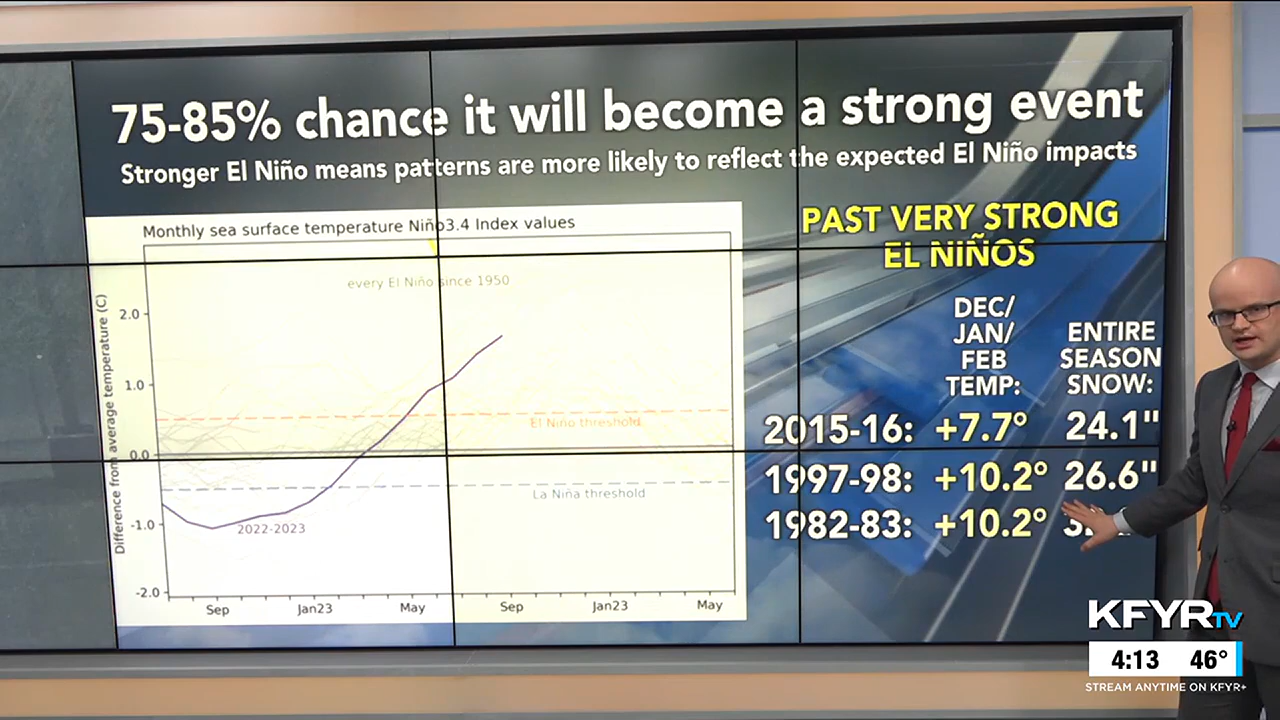 75-85% chance it will become a strong event
Stronger El Niño means patterns are more likely to reflect the expected El Niño impacts
Monthly sea surface temperature Niño3.4 Index values
every El Niño since 1950
Difference from average temperature (C)
2.0
1.0
0.0
-1.0
-2.0
El Niño threshold
La Niña threshold
2022-2023
Sep
Jan23
May
Sep
Jan23
May
PAST VERY STRONG
EL NIÑOS
DEC/
JAN/
FEB
TEMP:
ENTIRE
SEASON
SNOW:
2015-16: +7.7° 24.1"
1997-98: +10.2° 26.6"
1982-83: +10.2°
KFYR TV
4:13 46°
STREAM ANYTIME ON KFYR+